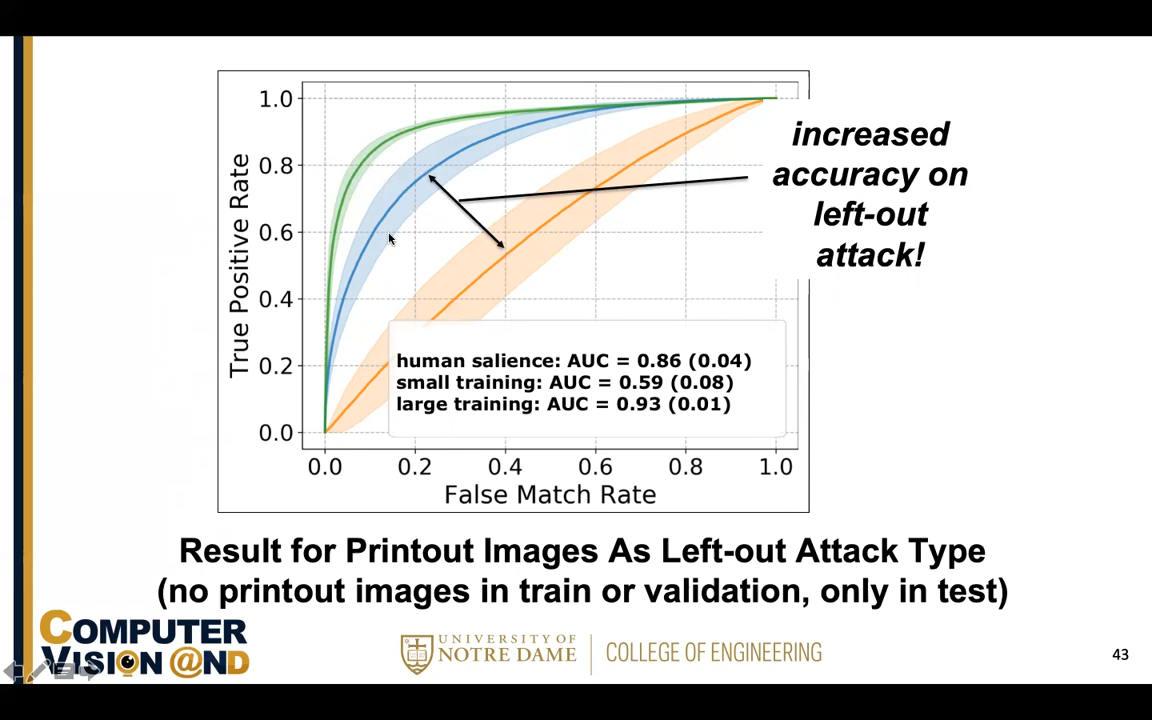 1.0
0.8
0.6
0.4
0.2
0.0
True Positive Rate
0.0 0.2 0.4 0.6 0.8 1.0
False Match Rate
human salience: AUC = 0.86 (0.04)
small training: AUC = 0.59 (0.08)
large training: AUC = 0.93 (0.01)
increased
accuracy on
left-out
attack!
Result for Printout Images As Left-out Attack Type
(no printout images in train or validation, only in test)
COMPUTER
VISION @ND
UNIVERSITY OF
NOTRE DAME
COLLEGE OF ENGINEERING
43